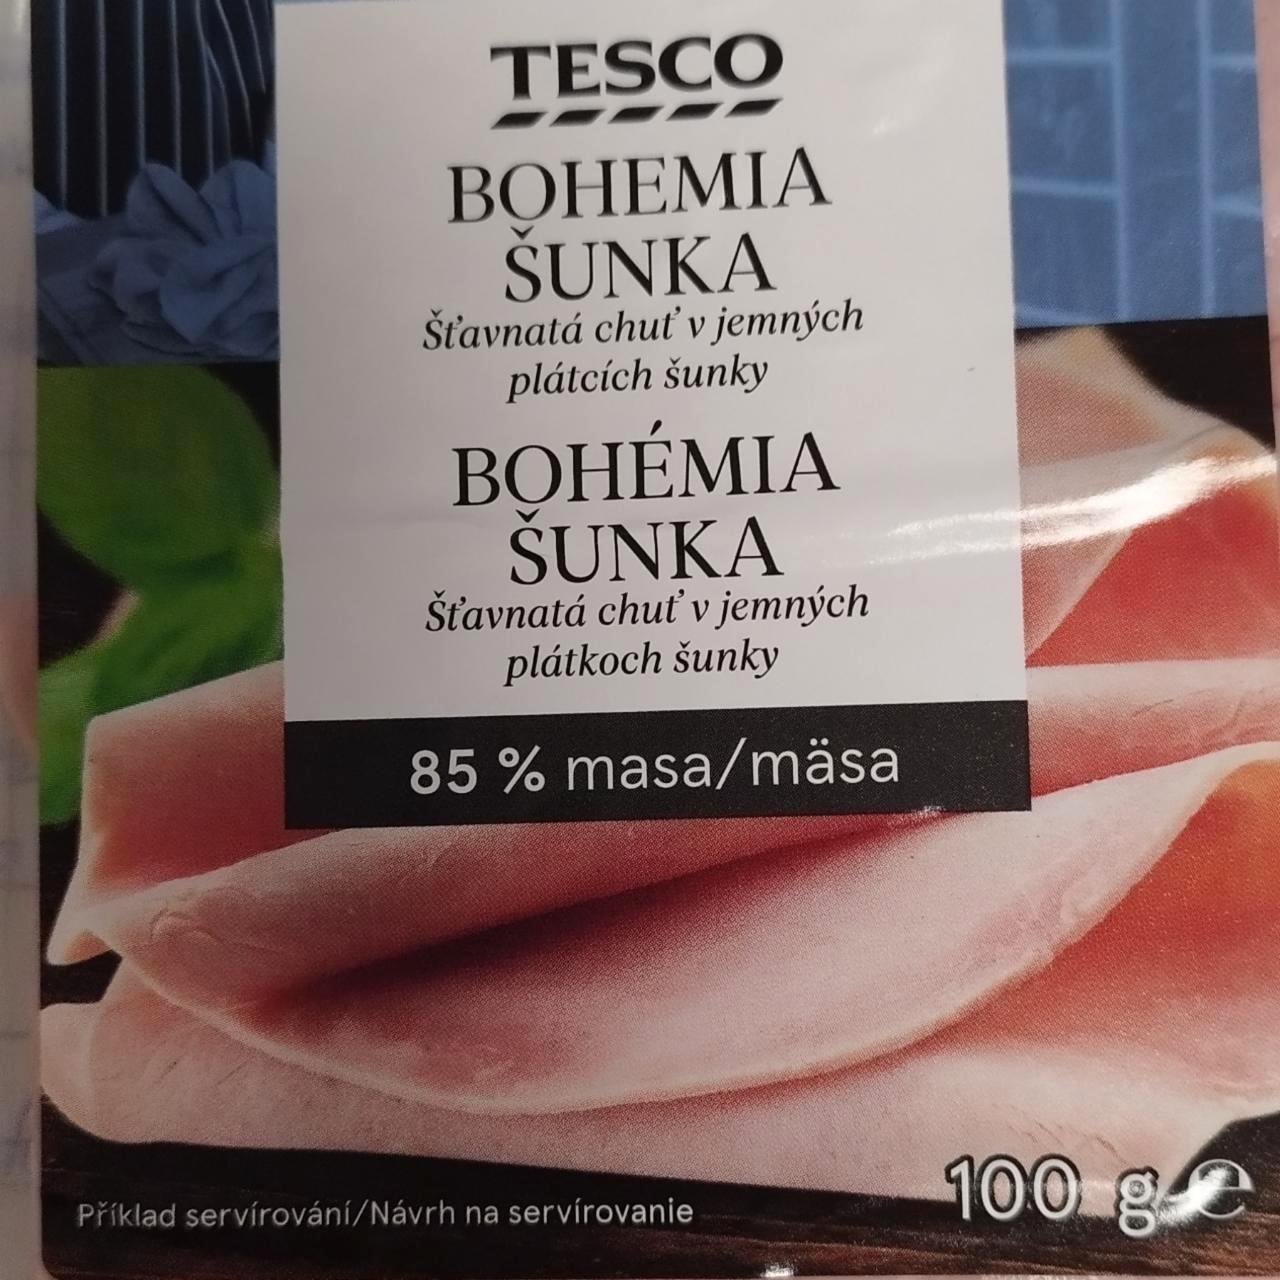 TESCO
BOHEMIA
ŠUNKA
Šťavnatá chuť v jemných
plátcích šunky
BOHÉMIA
ŠUNKA
Šťavnatá chuť v jemných
plátkoch šunky
85 % masa/mäsa
100 g e
Příklad servírování/Návrh na servírovanie